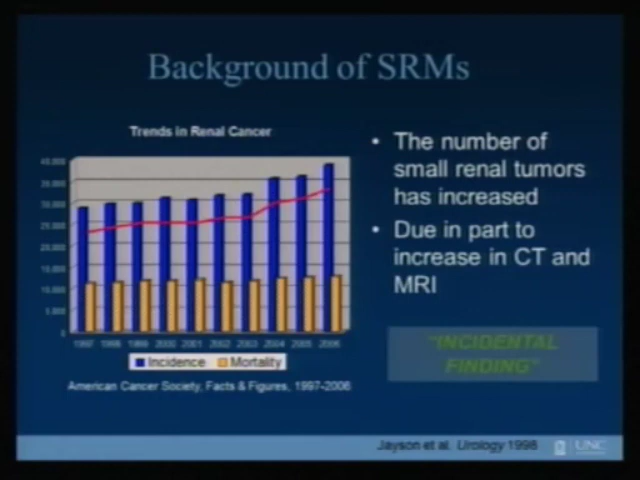 Background of SRMs
Trends in Renal Cancer
40,000
35,000
30,000
25,000
20,000
15,000
10,000
5,000
0
1997 1998 1999 2000 2001 2002 2003 2004 2005 2006
Incidence Mortality
American Cancer Society, Facts & Figures, 1997-2006
• The number of
small renal tumors
has increased
• Due in part to
increase in CT and
MRI
"INCIDENTAL
FINDING"
Jayson et al. Urology 1998
UNC